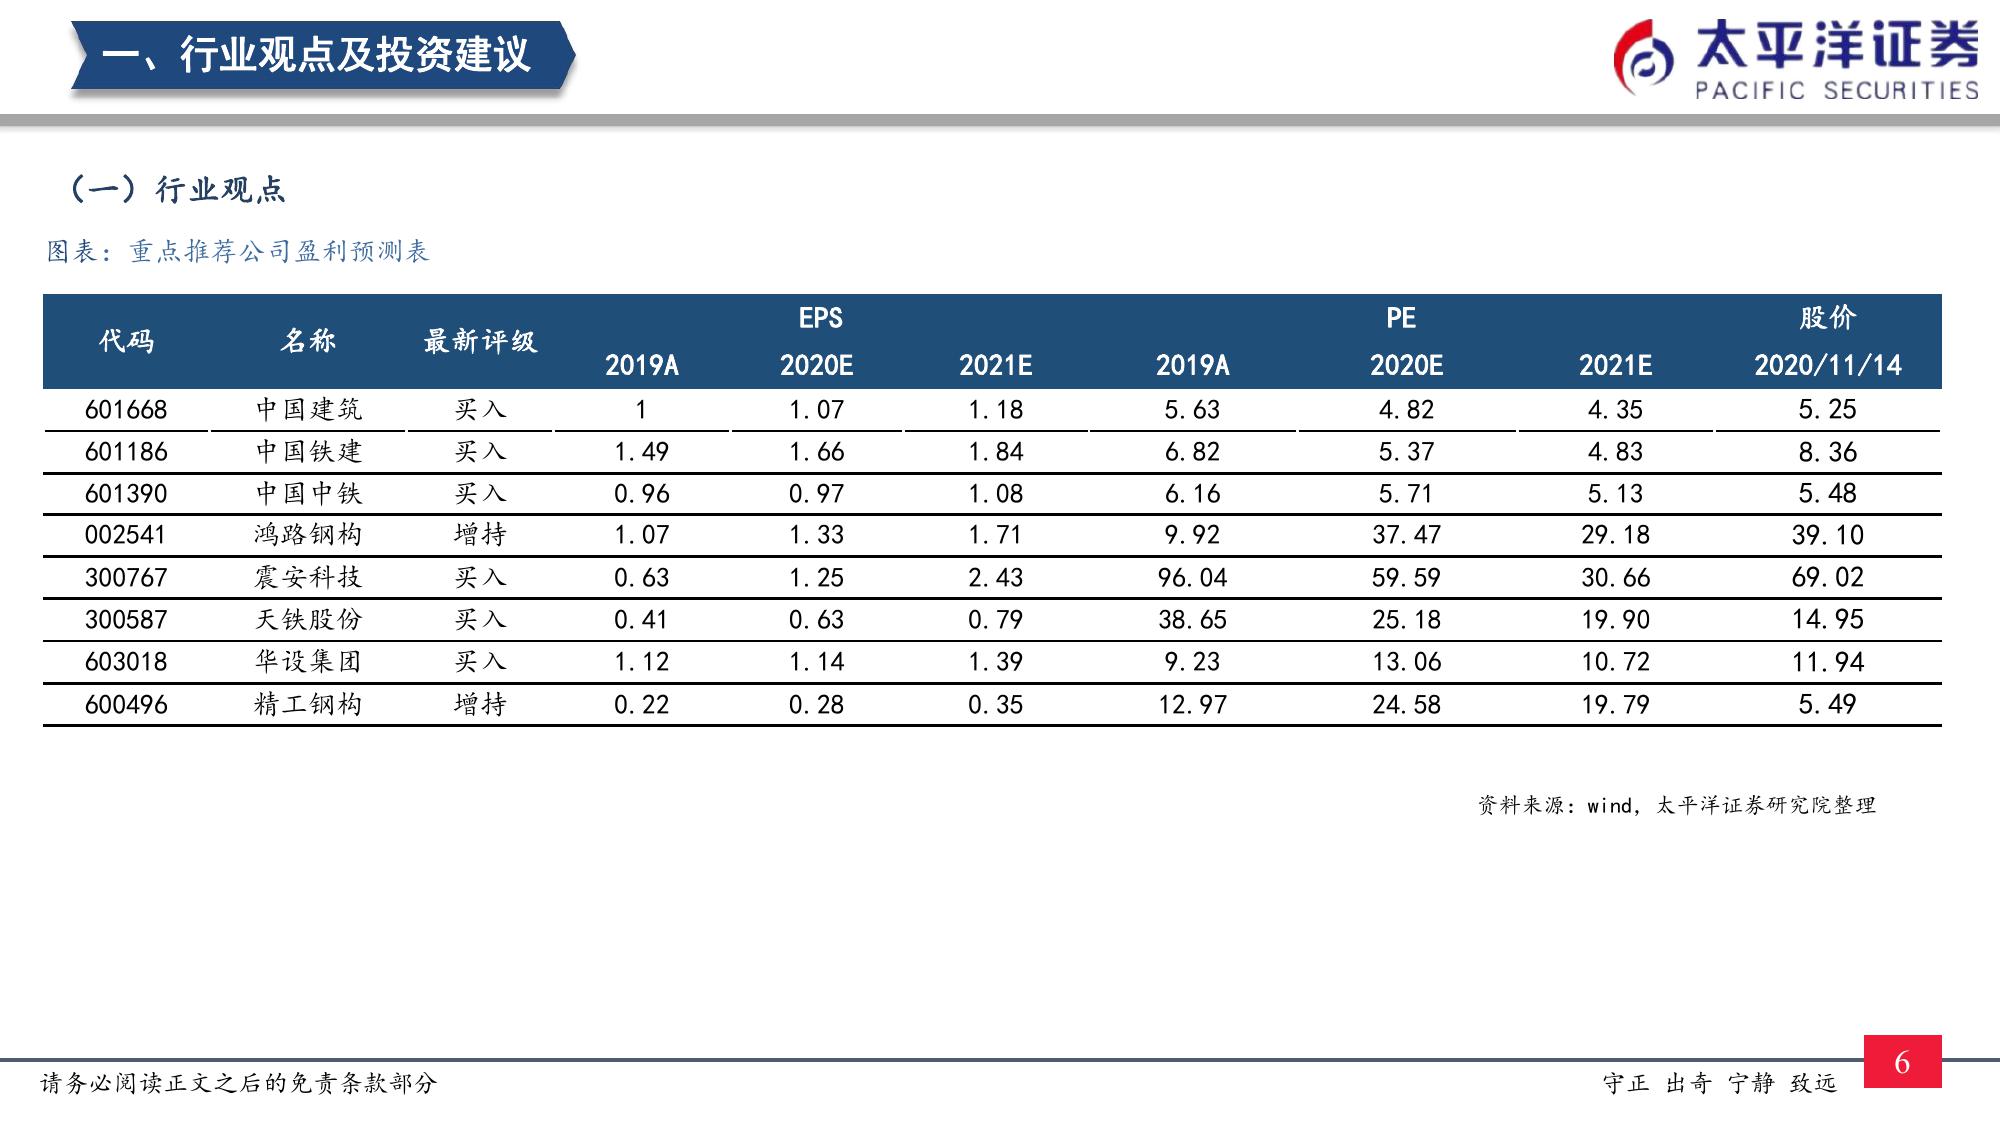 一、行业观点及投资建议
太平洋证券
PACIFIC SECURITIES
（一）行业观点
图表：重点推荐公司盈利预测表
代码 名称 最新评级 EPS PE 股价
2019A 2020E 2021E 2019A 2020E 2021E 2020/11/14
601668 中国建筑 买入 1 1.07 1.18 5.63 4.82 4.35 5.25
601186 中国铁建 买入 1.49 1.66 1.84 6.82 5.37 4.83 8.36
601390 中国中铁 买入 0.96 0.97 1.08 6.16 5.71 5.13 5.48
002541 鸿路钢构 增持 1.07 1.33 1.71 9.92 37.47 29.18 39.10
300767 震安科技 买入 0.63 1.25 2.43 96.04 59.59 30.66 69.02
300587 天铁股份 买入 0.41 0.63 0.79 38.65 25.18 19.90 14.95
603018 华设集团 买入 1.12 1.14 1.39 9.23 13.06 10.72 11.94
600496 精工钢构 增持 0.22 0.28 0.35 12.97 24.58 19.79 5.49
资料来源：wind，太平洋证券研究院整理
请务必阅读正文之后的免责条款部分
守正 出奇 宁静 致远
6